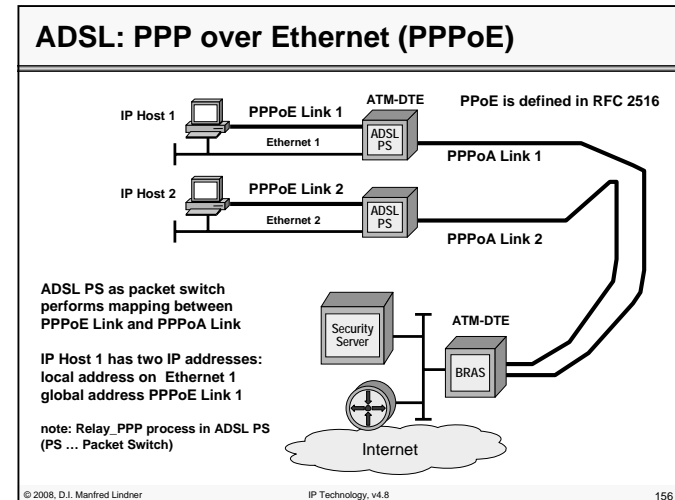 ADSL: PPP over Ethernet (PPPoE)
ATM-DTE
PPoE is defined in RFC 2516
IP Host 1
PPPoE Link 1
Ethernet 1
ADSL
PS
PPPoA Link 1
IP Host 2
PPPoE Link 2
Ethernet 2
ADSL
PS
PPPoA Link 2
ADSL PS as packet switch
performs mapping between
PPPoE Link and PPPoA Link
IP Host 1 has two IP addresses:
local address on Ethernet 1
global address PPPoE Link 1
note: Relay_PPP process in ADSL PS
(PS ... Packet Switch)
Security
Server
ATM-DTE
BRAS
Internet
© 2008, D.I. Manfred Lindner
IP Technology, v4.8
156